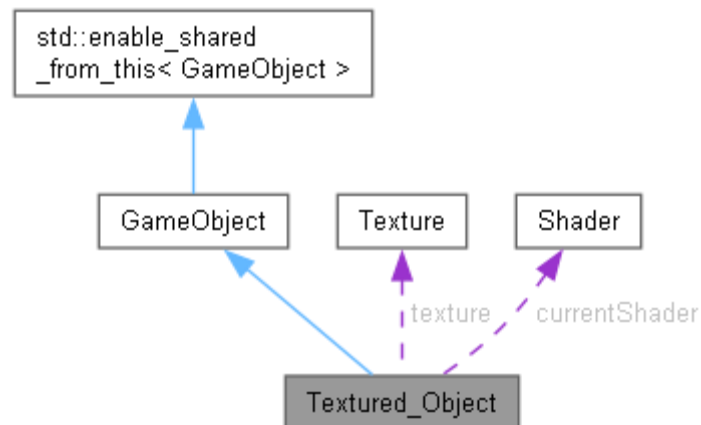 std::enable_shared
_from_this< GameObject >
GameObject
Texture
Shader
texture
currentShader
Textured_Object